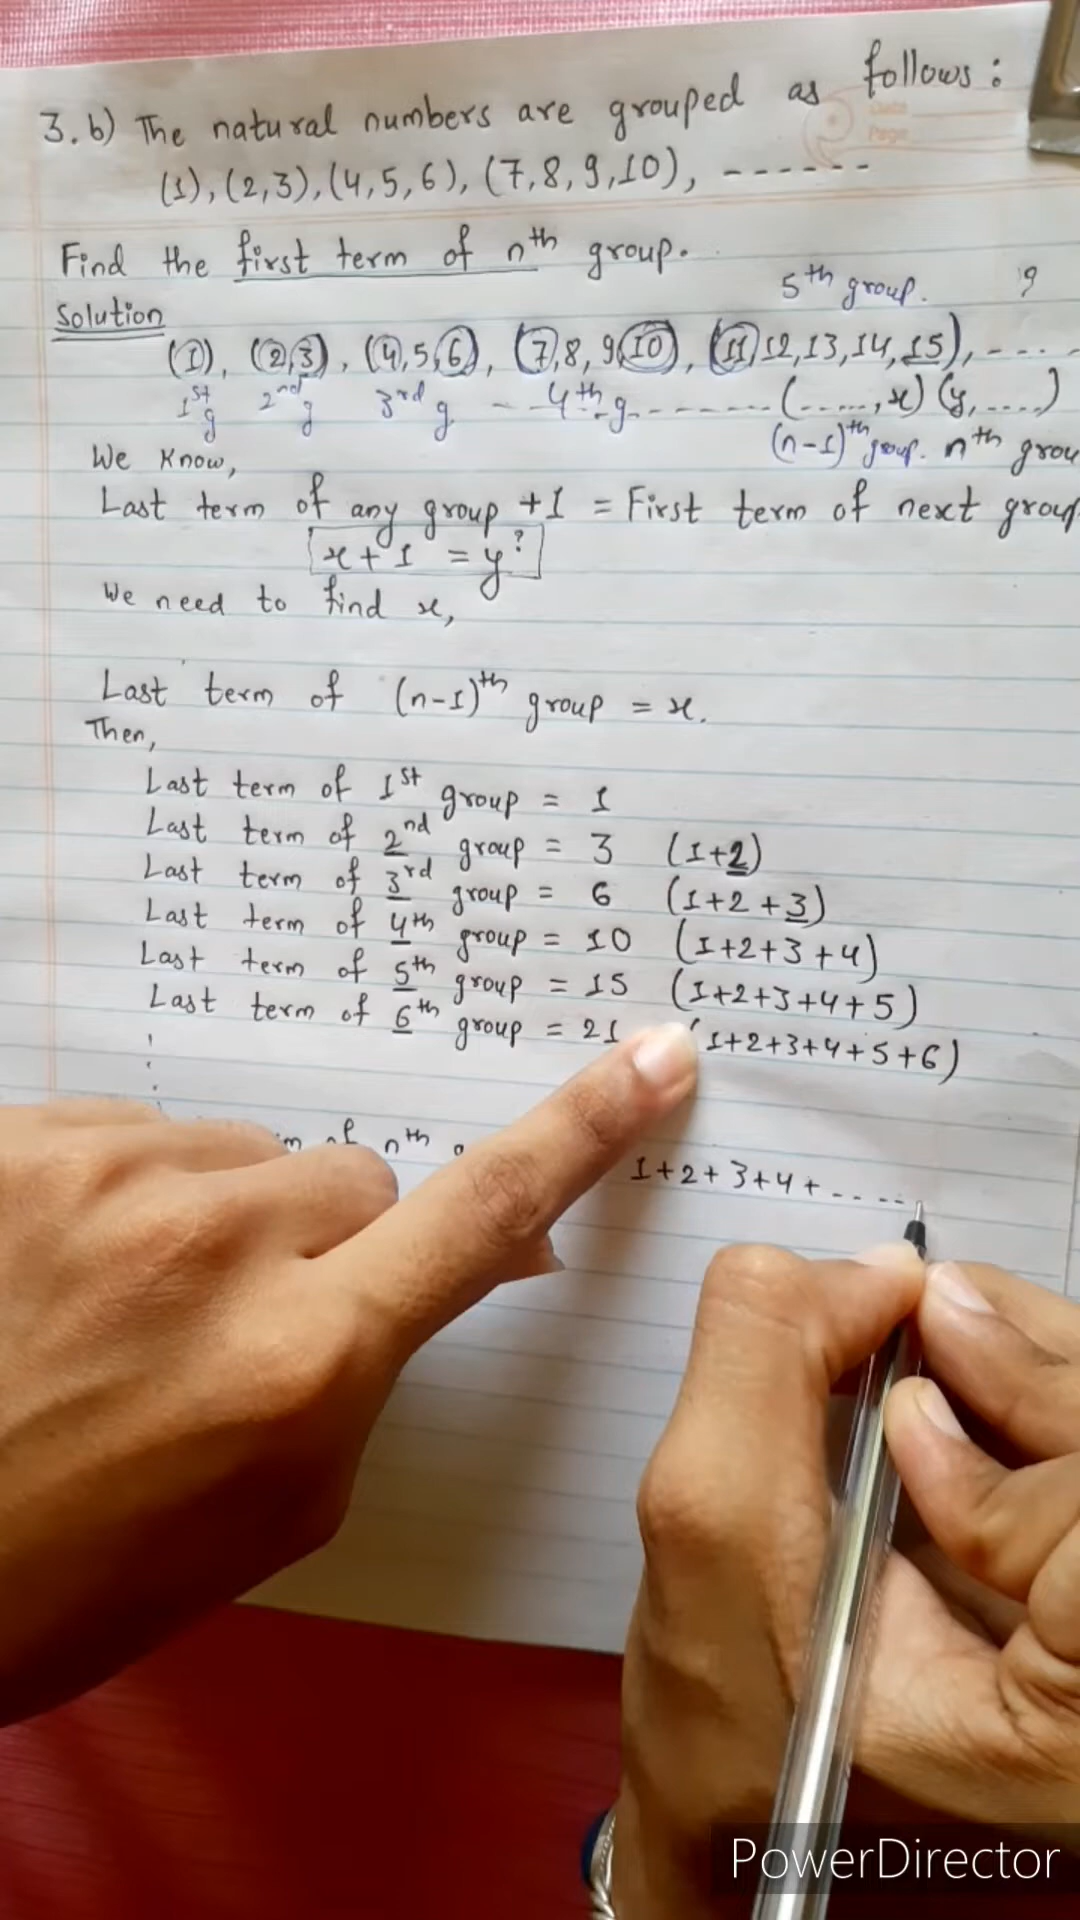 3. b) The natural numbers are grouped as follows:
(1), (2,3), (4,5,6), (7,8,9,10), ------
Find the first term of nth group.
Solution
5th group. ?
(1), (2,3), (4,5,6), (7,8,9,10), (11,12,13,14,15), -....
1st g 2nd g 3rd g - - 4th g. - - - - - - - (....., x) (y, ....)
(n-1)th group. nth grou
We know,
Last term of any group +1 = First term of next group
x + 1 = y?
We need to find x,
Last term of (n-1)th group = x.
Then,
Last term of 1st group = 1
Last term of 2nd group = 3 (1+2)
Last term of 3rd group = 6 (1+2+3)
Last term of 4th group = 10 (1+2+3+4)
Last term of 5th group = 15 (1+2+3+4+5)
Last term of 6th group = 21 (1+2+3+4+5+6)
of nth
1+2+3+4+-----
PowerDirector